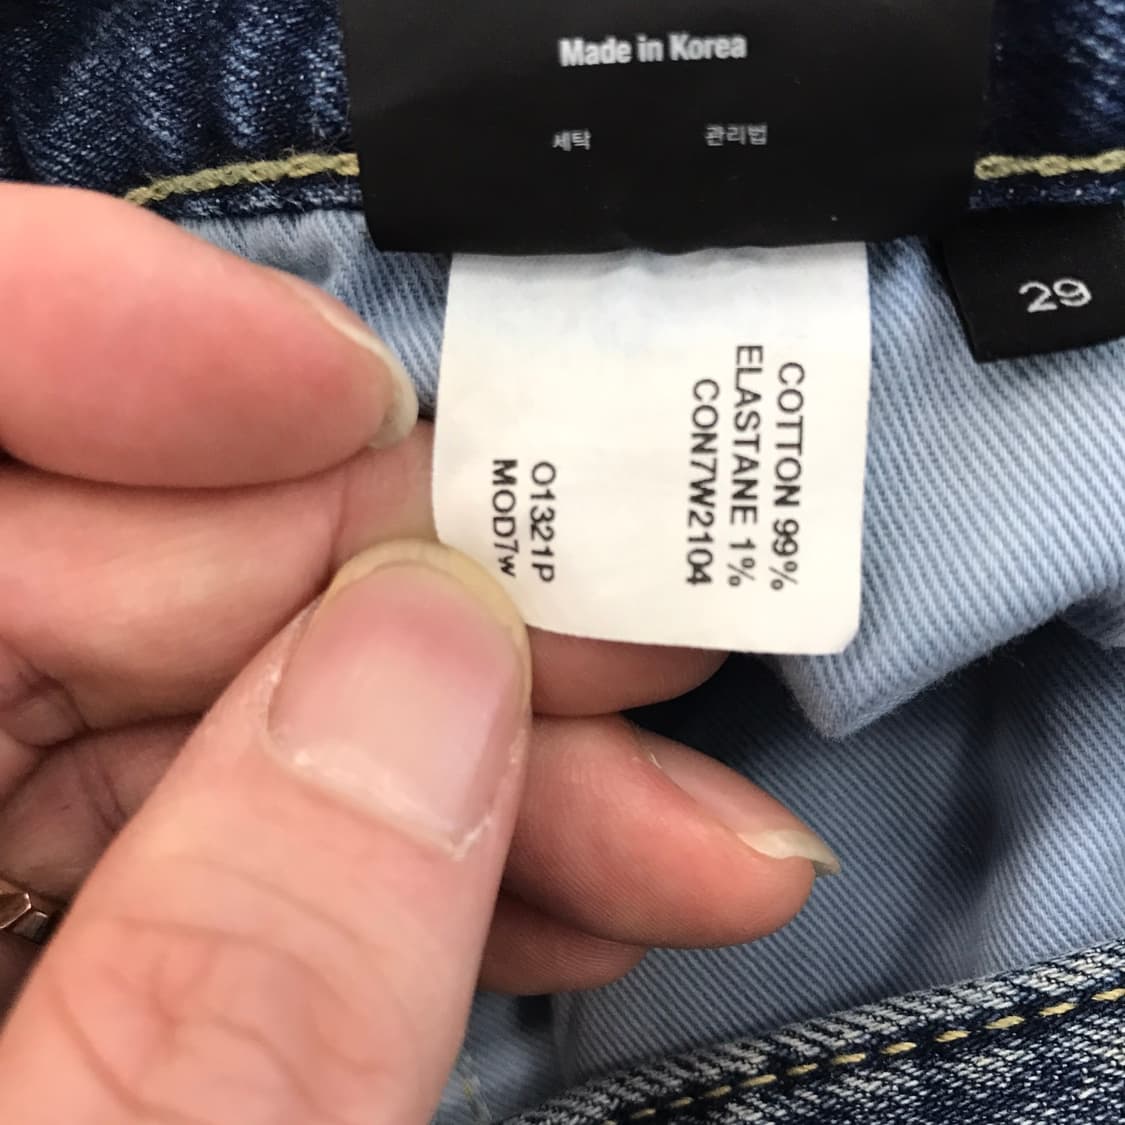 Made in Korea
세탁 관리법
29
COTTON 99%
ELASTANE 1%
CON7W2104
O1321P
MOD7w